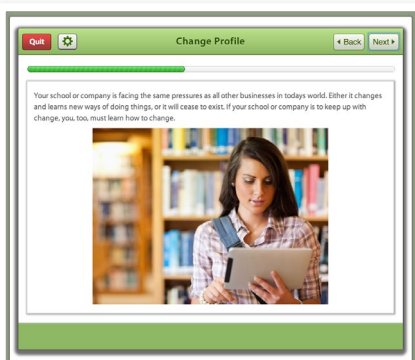 Quit
Change Profile
Back
Next
Your school or company is facing the same pressures as all other businesses in todays world. Either it changes
and learns new ways of doing things, or it will cease to exist. If your school or company is to keep up with
change, you, too, must learn how to change.